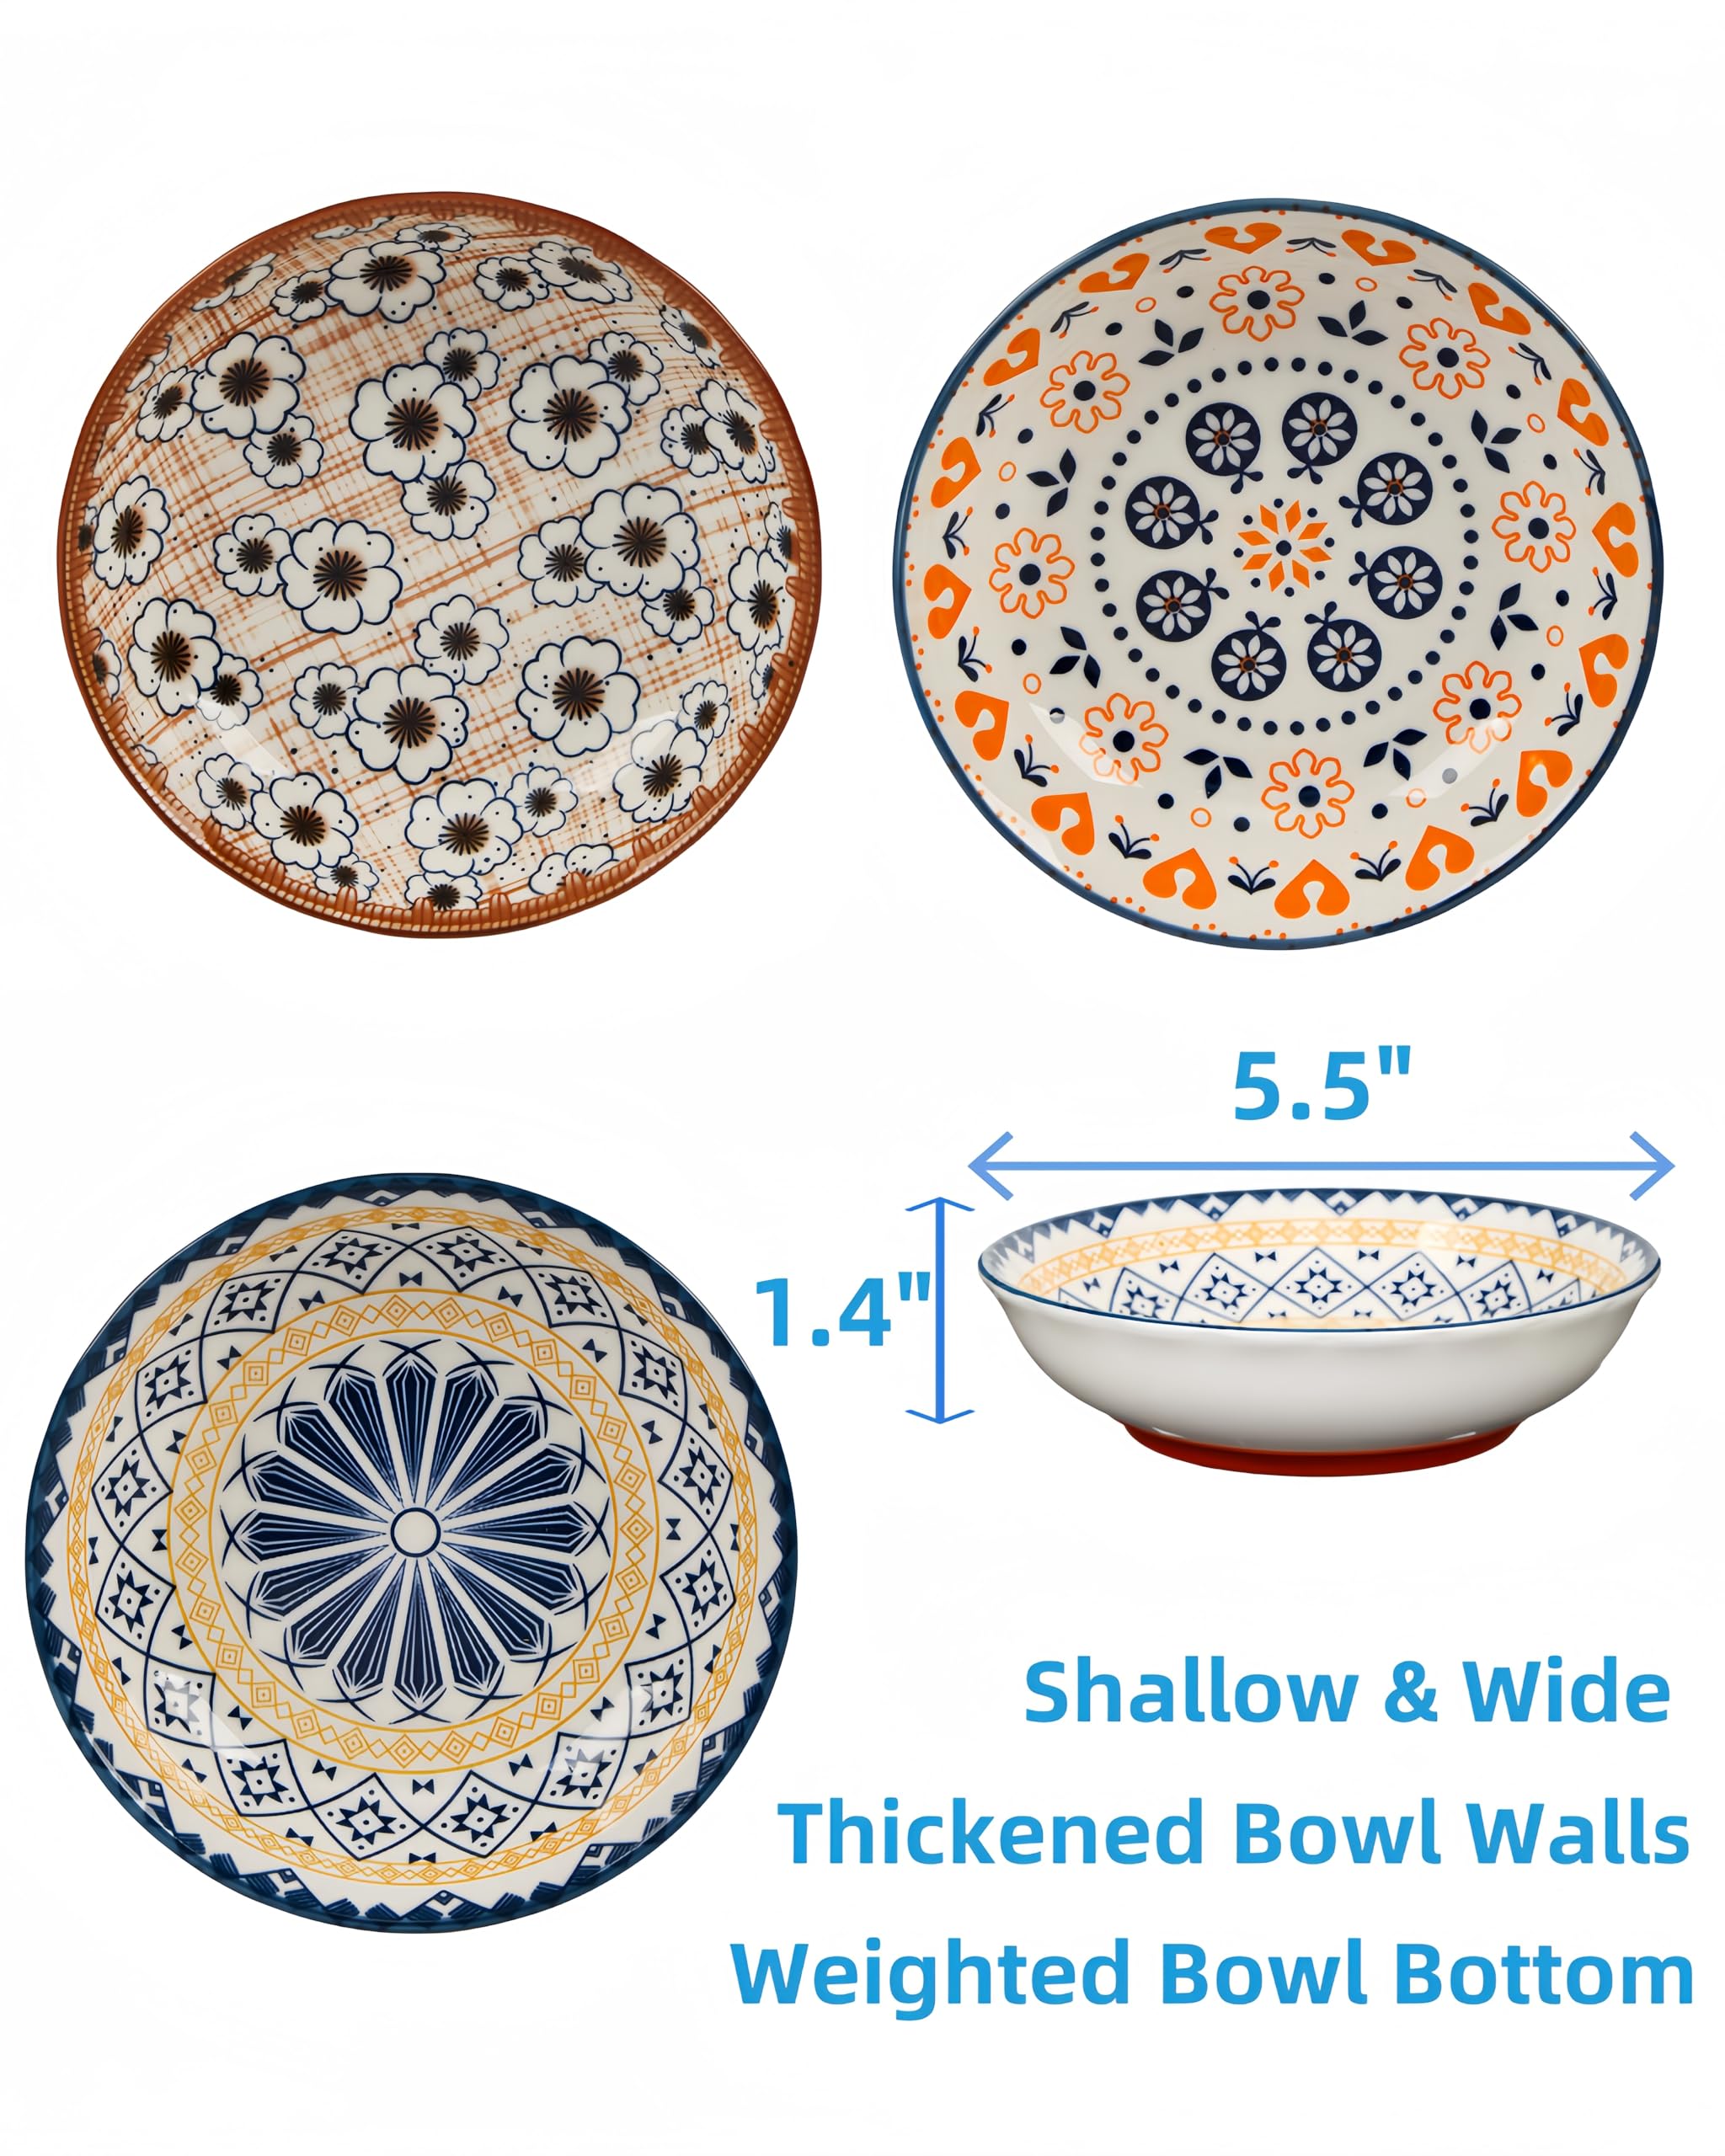 5.5"
1.4"
Shallow & Wide
Thickened Bowl Walls
Weighted Bowl Bottom